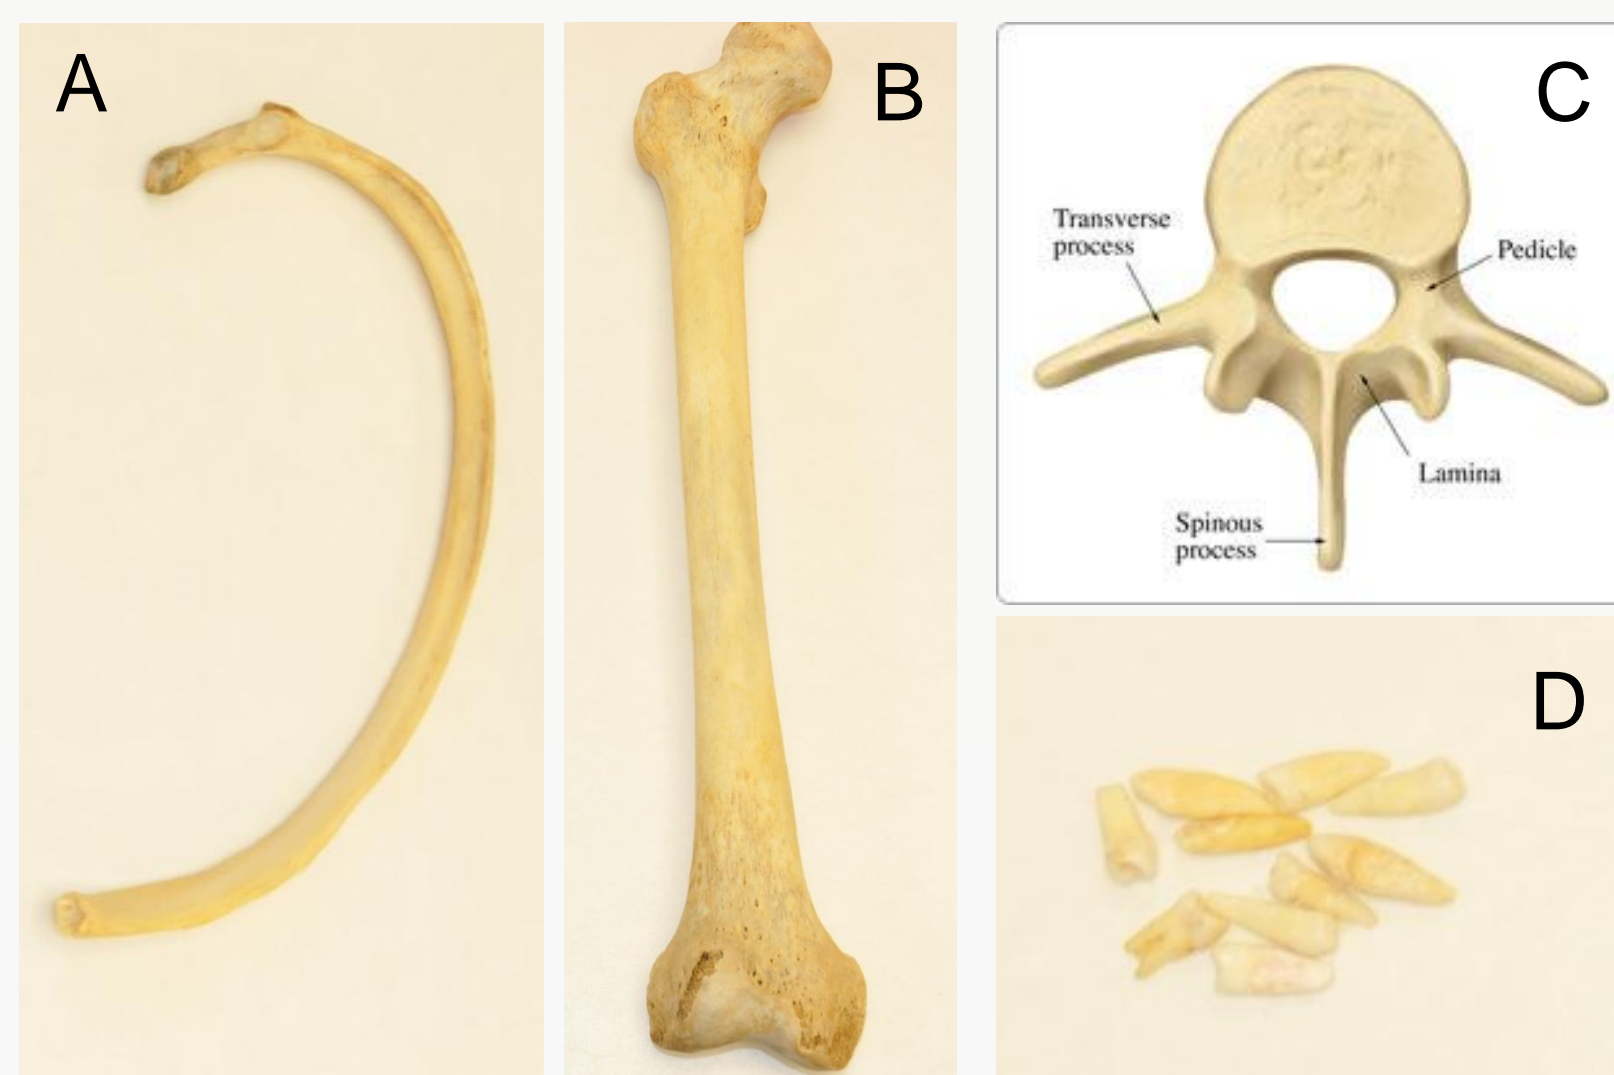 A
B
C
Transverse
process
Pedicle
Lamina
Spinous
process
D